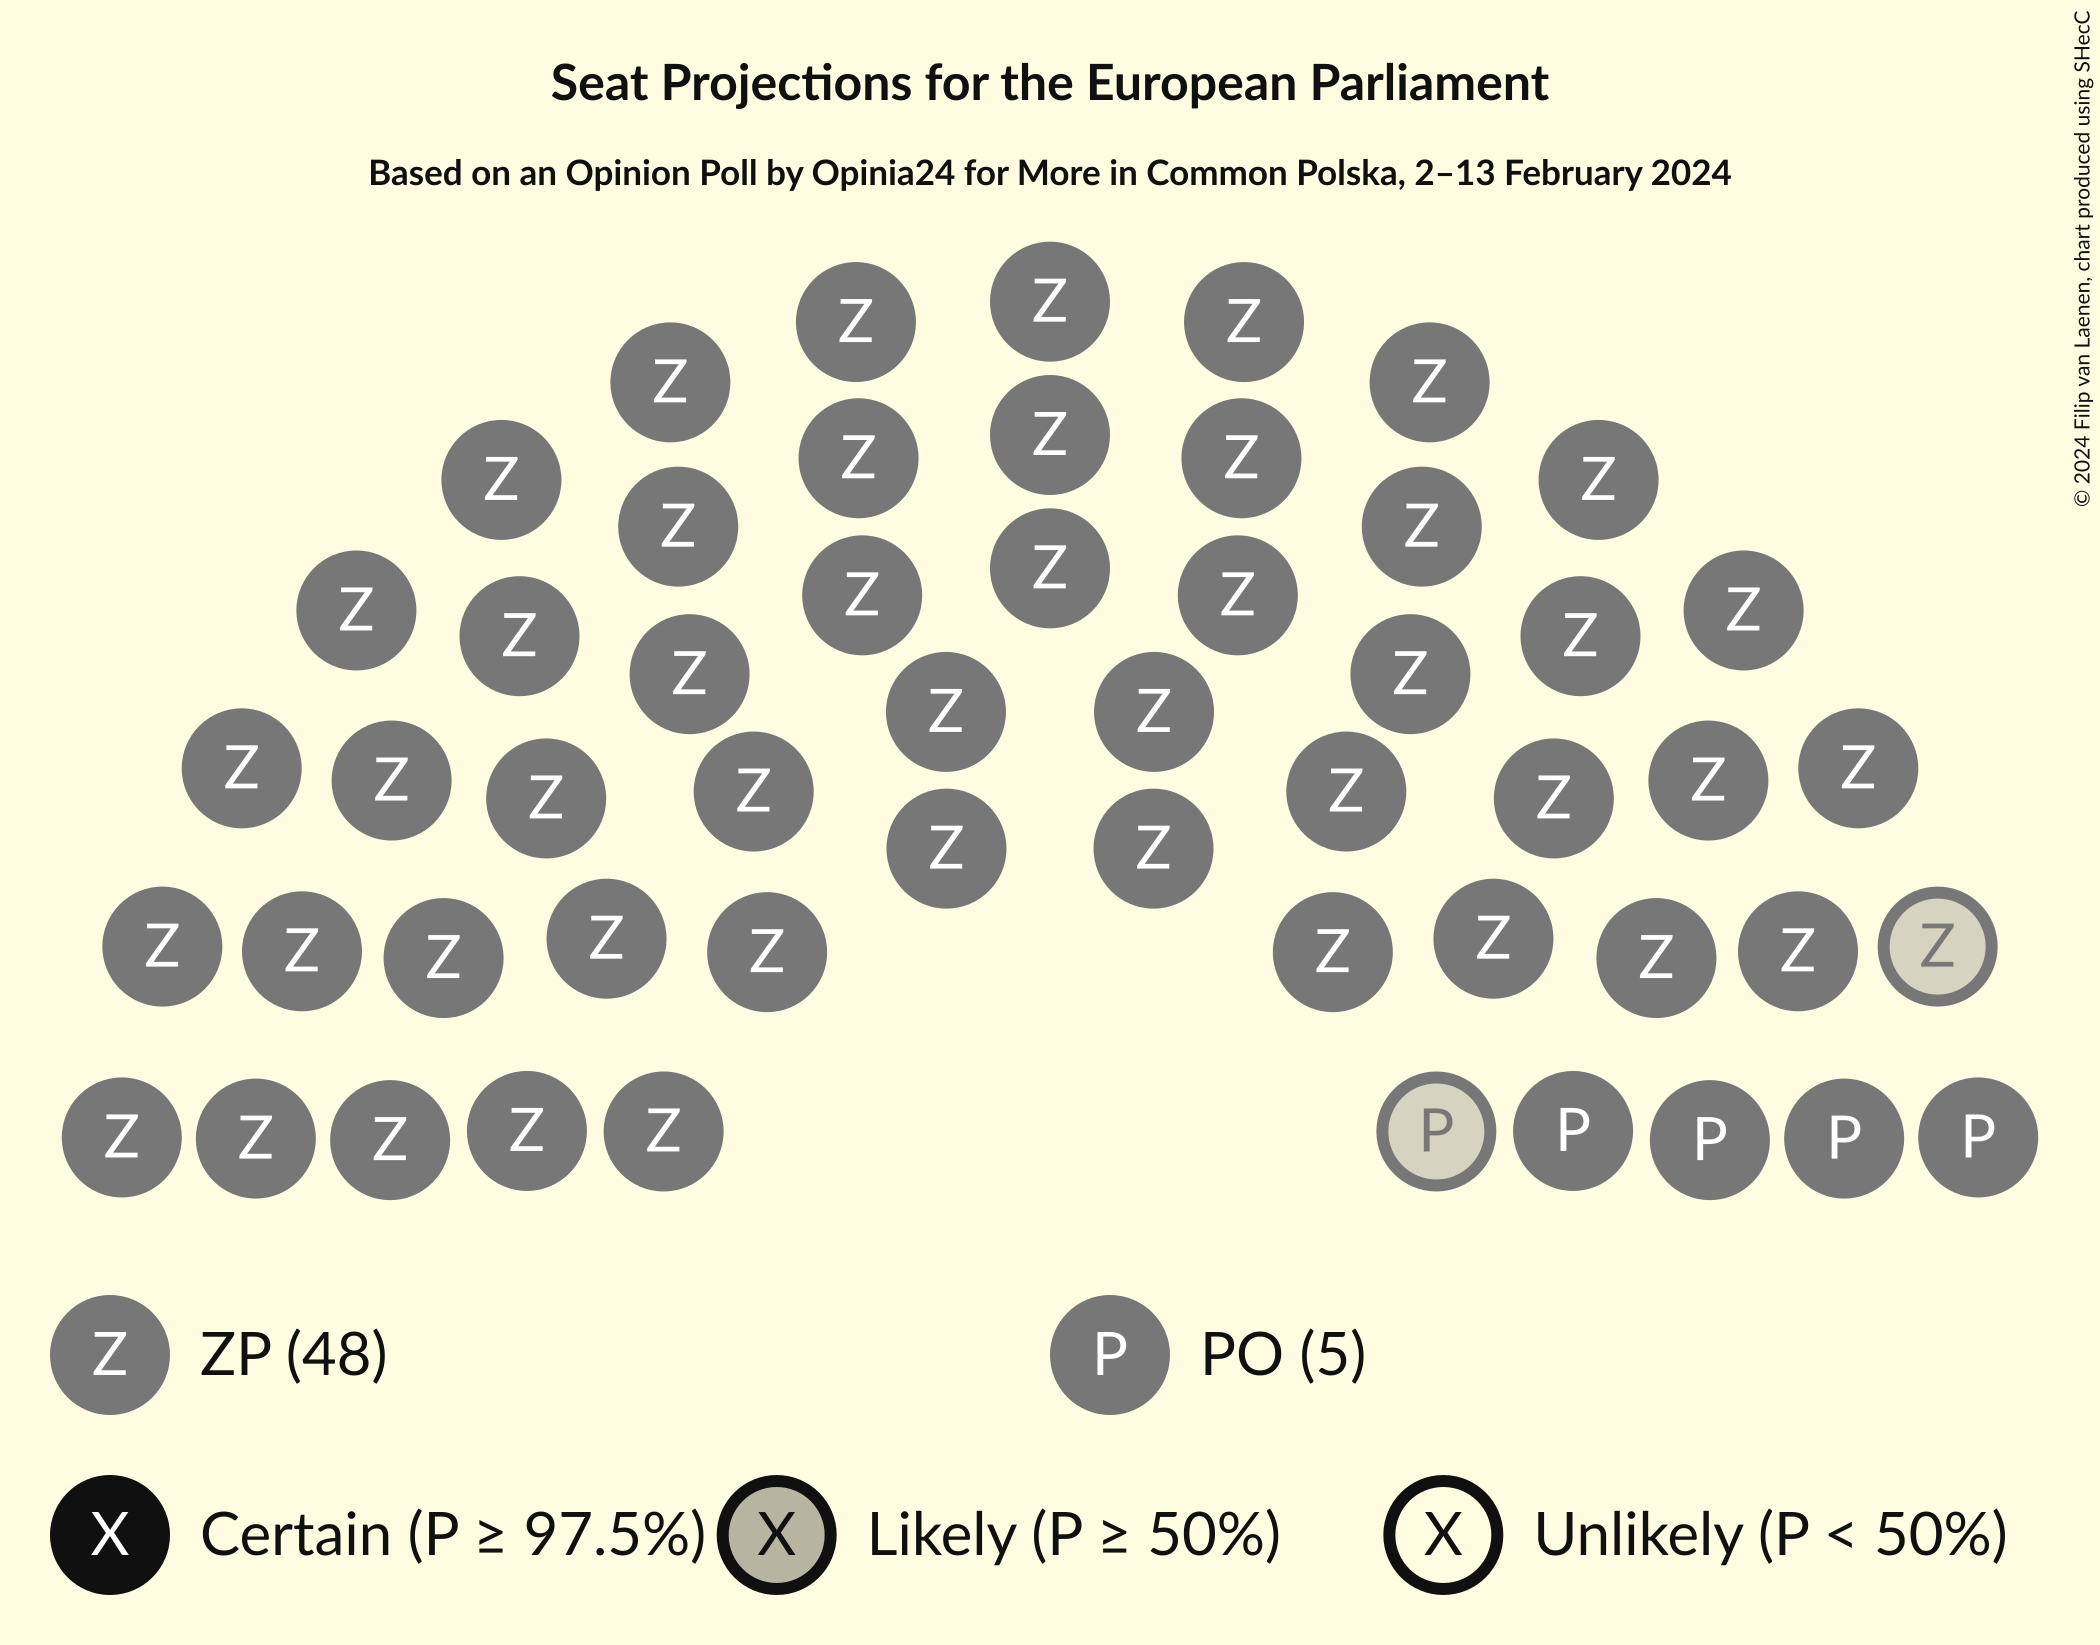 Seat Projections for the European Parliament
Based on an Opinion Poll by Opinia24 for More in Common Polska, 2–13 February 2024
© 2024 Filip van Laenen, chart produced using SHecC
Z Z Z
Z Z
Z Z Z
Z Z
Z Z
Z Z Z
Z Z
Z Z
Z Z
Z Z
Z Z Z Z Z Z Z Z
Z Z
Z Z Z Z Z Z Z Z Z Z
Z Z Z Z Z P P P P P
Z ZP (48) P PO (5)
X Certain (P ≥ 97.5%) X Likely (P ≥ 50%) X Unlikely (P < 50%)